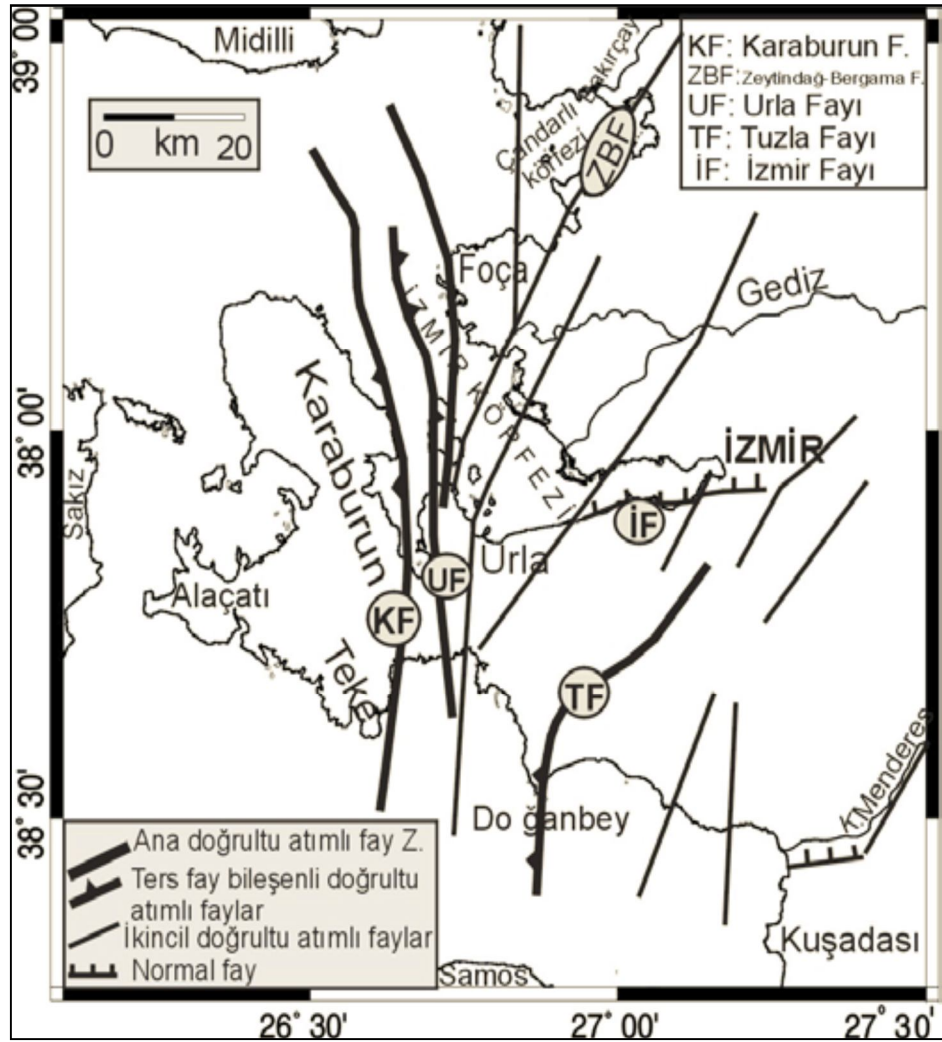 Midilli
KF: Karaburun F.
ZBF: Zeytindağ-Bergama F.
UF: Urla Fayı
TF: Tuzla Fayı
İF: İzmir Fayı
0 km 20
Çandarlı
körfezi
Bakırçay
ZBF
Foça
Gediz
İZMİR KÖRFEZİ
Karaburun
İZMİR
Sakız
İF
Urla
UF
Alaçatı
KF
Teke
TF
Do ğanbey
K.Menderes
Kuşadası
Samos
Ana doğrultu atımlı fay Z.
Ters fay bileşenli doğrultu
atımlı faylar
İkincil doğrultu atımlı faylar
Normal fay
39° 00'
38° 00'
38° 30'
26° 30'
27° 00'
27° 30'